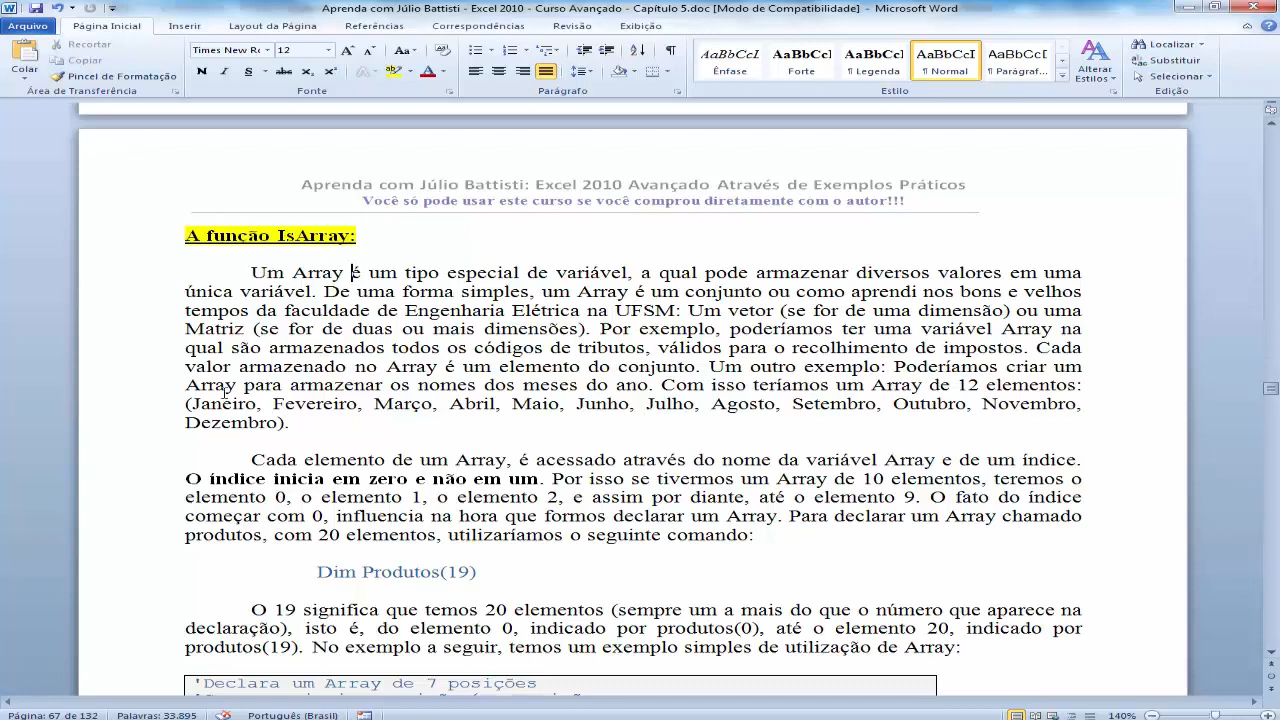 Aprenda com Júlio Battisti - Excel 2010 - Curso Avançado - Capítulo 5.doc [Modo de Compatibilidade] - Microsoft Word
Arquivo Página Inicial Inserir Layout da Página Referências Correspondências Revisão Exibição
Colar
Recortar
Copiar
Pincel de Formatação
Área de Transferência
Times New Ro 12
N I S abc x₂ x²
Fonte
Parágrafo
AaBbCcI AaBbCcI AaBbCcI AaBbCcI AaBbCcI
Ênfase Forte ¶ Legenda ¶ Normal ¶ Parágraf...
Alterar
Estilos
Estilo
Localizar
Substituir
Selecionar
Edição
Aprenda com Júlio Battisti: Excel 2010 Avançado Através de Exemplos Práticos
Você só pode usar este curso se você comprou diretamente com o autor!!!
A função IsArray:
Um Array é um tipo especial de variável, a qual pode armazenar diversos valores em uma
única variável. De uma forma simples, um Array é um conjunto ou como aprendi nos bons e velhos
tempos da faculdade de Engenharia Elétrica na UFSM: Um vetor (se for de uma dimensão) ou uma
Matriz (se for de duas ou mais dimensões). Por exemplo, poderíamos ter uma variável Array na
qual são armazenados todos os códigos de tributos, válidos para o recolhimento de impostos. Cada
valor armazenado no Array é um elemento do conjunto. Um outro exemplo: Poderíamos criar um
Array para armazenar os nomes dos meses do ano. Com isso teríamos um Array de 12 elementos:
(Janeiro, Fevereiro, Março, Abril, Maio, Junho, Julho, Agosto, Setembro, Outubro, Novembro,
Dezembro).
Cada elemento de um Array, é acessado através do nome da variável Array e de um índice.
O índice inicia em zero e não em um. Por isso se tivermos um Array de 10 elementos, teremos o
elemento 0, o elemento 1, o elemento 2, e assim por diante, até o elemento 9. O fato do índice
começar com 0, influencia na hora que formos declarar um Array. Para declarar um Array chamado
produtos, com 20 elementos, utilizaríamos o seguinte comando:
Dim Produtos(19)
O 19 significa que temos 20 elementos (sempre um a mais do que o número que aparece na
declaração), isto é, do elemento 0, indicado por produtos(0), até o elemento 20, indicado por
produtos(19). No exemplo a seguir, temos um exemplo simples de utilização de Array:
'Declara um Array de 7 posições
Página: 67 de 132 Palavras: 33.895 Português (Brasil) 140%